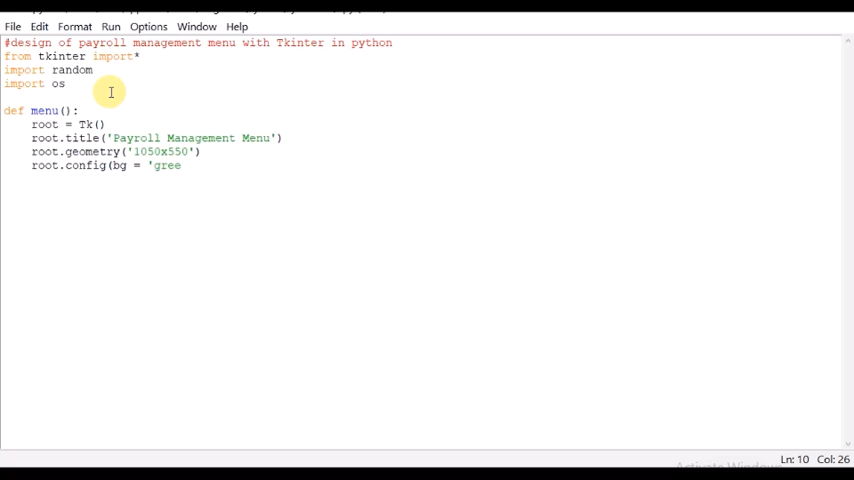 File Edit Format Run Options Window Help
#design of payroll management menu with Tkinter in python
from tkinter import*
import random
import os
def menu():
root = Tk()
root.title('Payroll Management Menu')
root.geometry('1050x550')
root.config(bg = 'gree
Activate Windows
Ln: 10 Col: 26